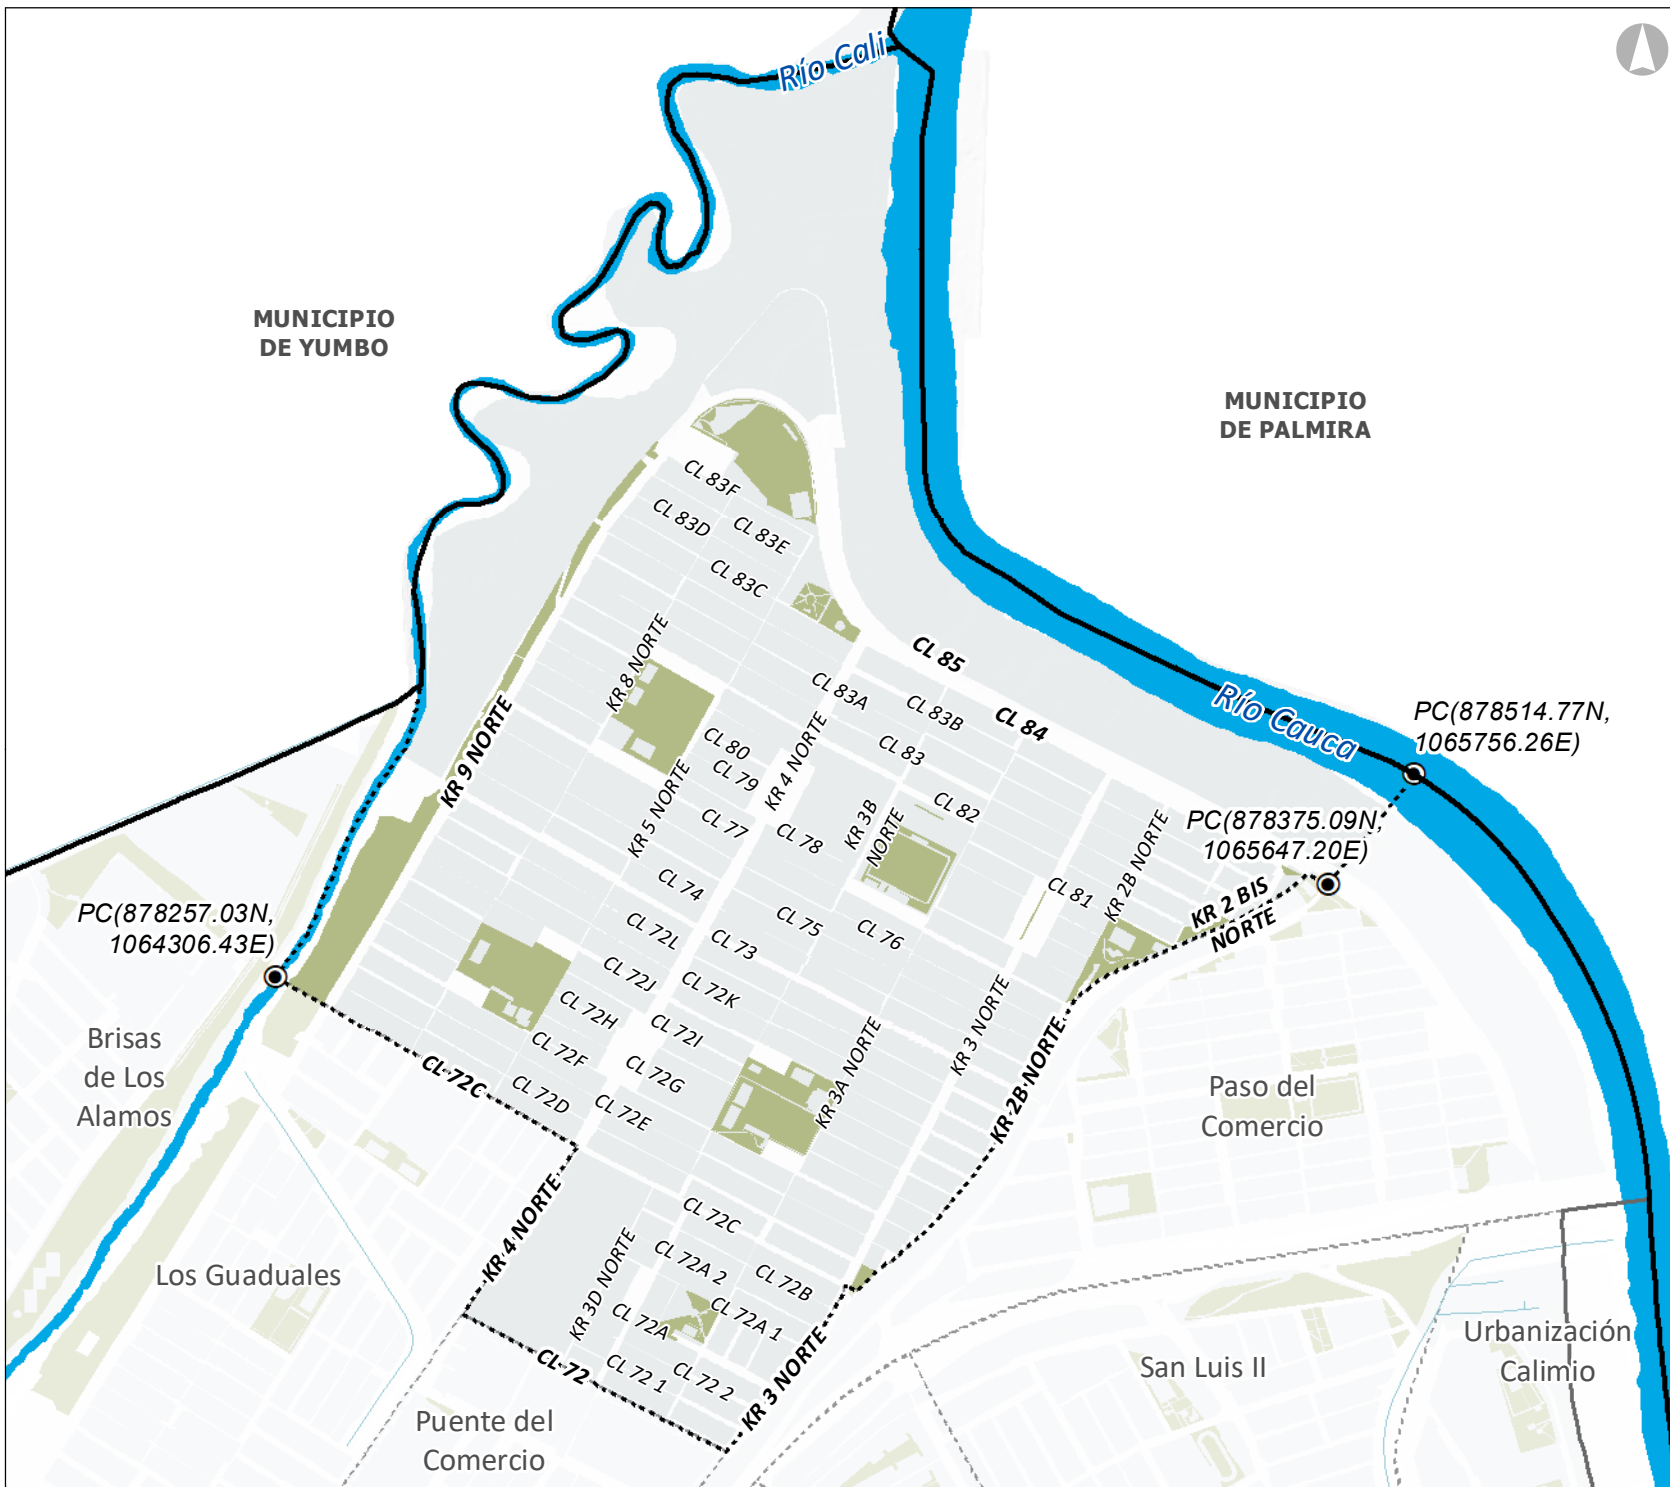 Río Cali
MUNICIPIO
DE YUMBO
MUNICIPIO
DE PALMIRA
CL 83F
CL 83D
CL 83E
CL 83C
KR 8 NORTE
CL 85
CL 83A
CL 83B
CL 84
Río Cauca
PC(878514.77N,
1065756.26E)
KR 9 NORTE
CL 80
CL 79
KR 4 NORTE
CL 83
CL 82
KR 5 NORTE
CL 77
CL 78
KR 3B
NORTE
KR 2B NORTE
PC(878375.09N,
1065647.20E)
CL 74
CL 81
KR 2 BIS
NORTE
PC(878257.03N,
1064306.43E)
CL 72L
CL 73
CL 75
CL 76
CL 72J
CL 72K
CL 72H
CL 72I
KR 3 NORTE
Brisas
de Los
Alamos
CL 72C
CL 72F
CL 72D
CL 72G
CL 72E
KR 3A NORTE
KR 2B NORTE
Paso del
Comercio
KR 4 NORTE
CL 72C
Los Guaduales
KR 3D NORTE
CL 72A 2
CL 72B
CL 72A
CL 72A 1
CL 72
CL 72 1
CL 72 2
KR 3 NORTE
San Luis II
Urbanización
Calimio
Puente del
Comercio